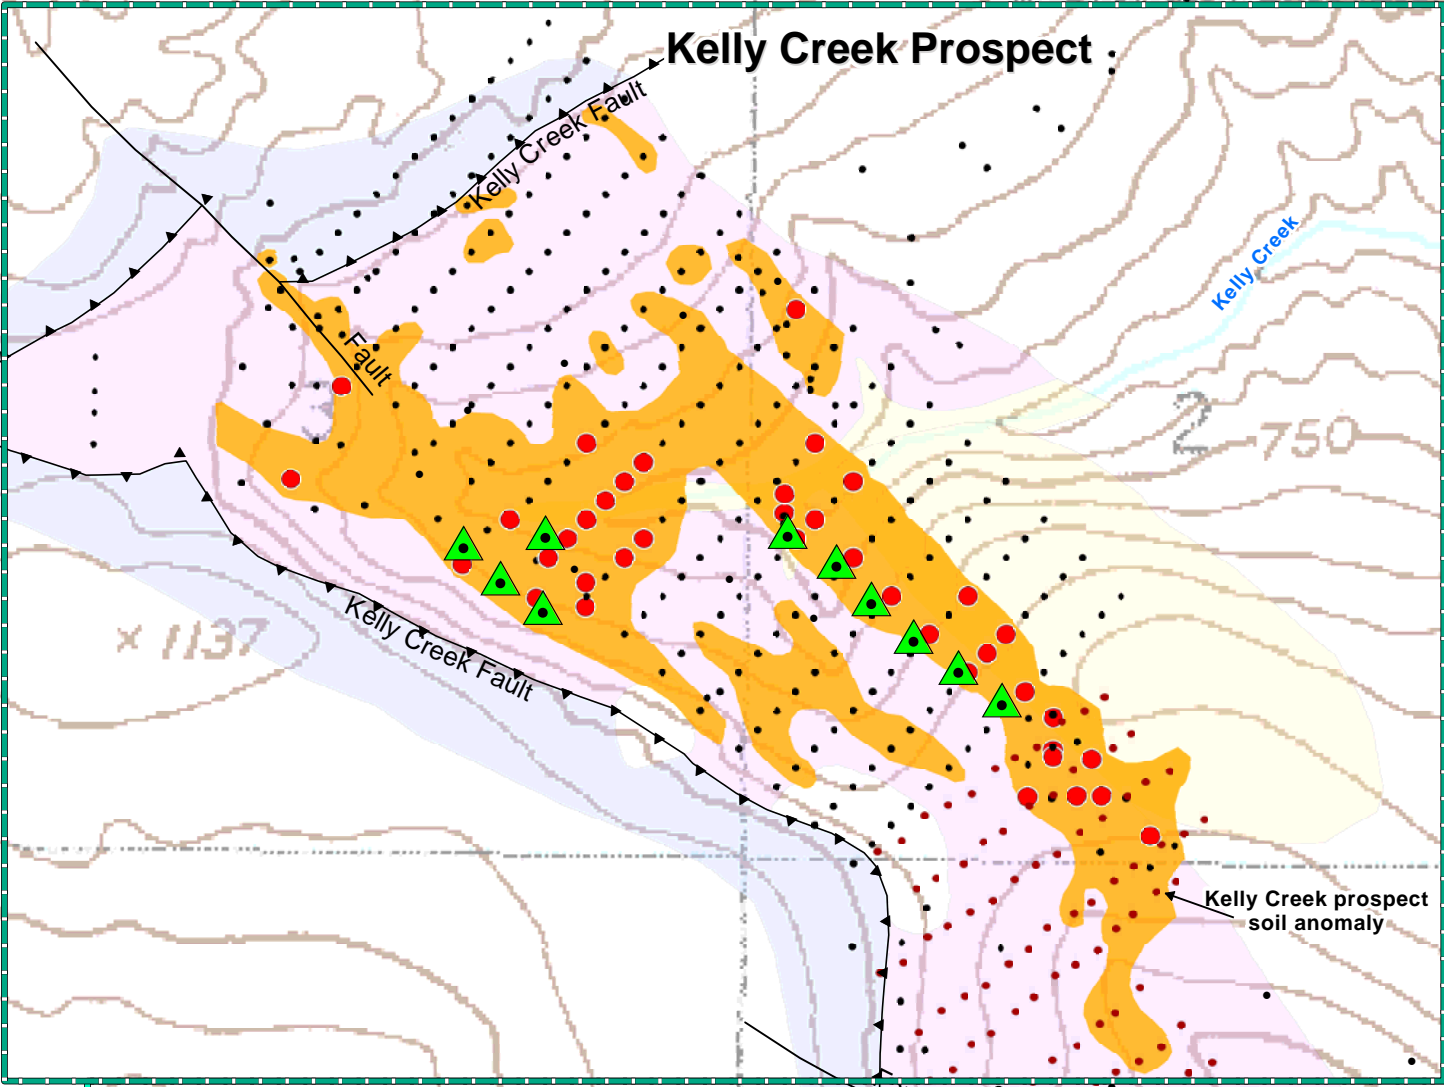 Kelly Creek Prospect
Kelly Creek Fault
Kelly Creek
Fault
2
750
x 1137
Kelly Creek Fault
Kelly Creek prospect
soil anomaly